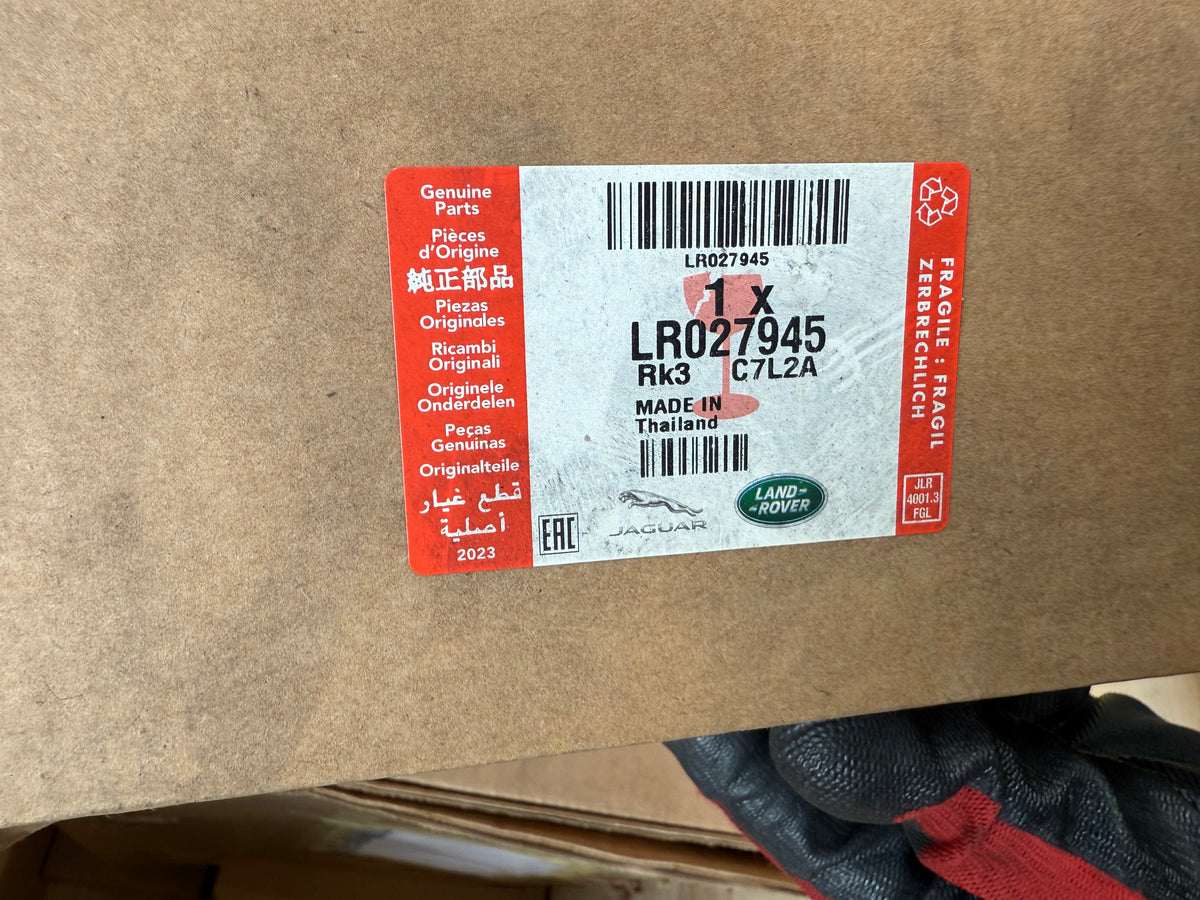 Genuine
Parts
Pièces
d'Origine
純正部品
Piezas
Originales
Ricambi
Originali
Originele
Onderdelen
Peças
Genuinas
Originalteile
قطع غيار
أصلية
2023
LR027945
1 x
LR027945
Rk3 C7L2A
MADE IN
Thailand
EAC
JAGUAR
LAND-
-ROVER
FRAGILE : FRAGIL
ZERBRECHLICH
JLR
4001.3
FGL